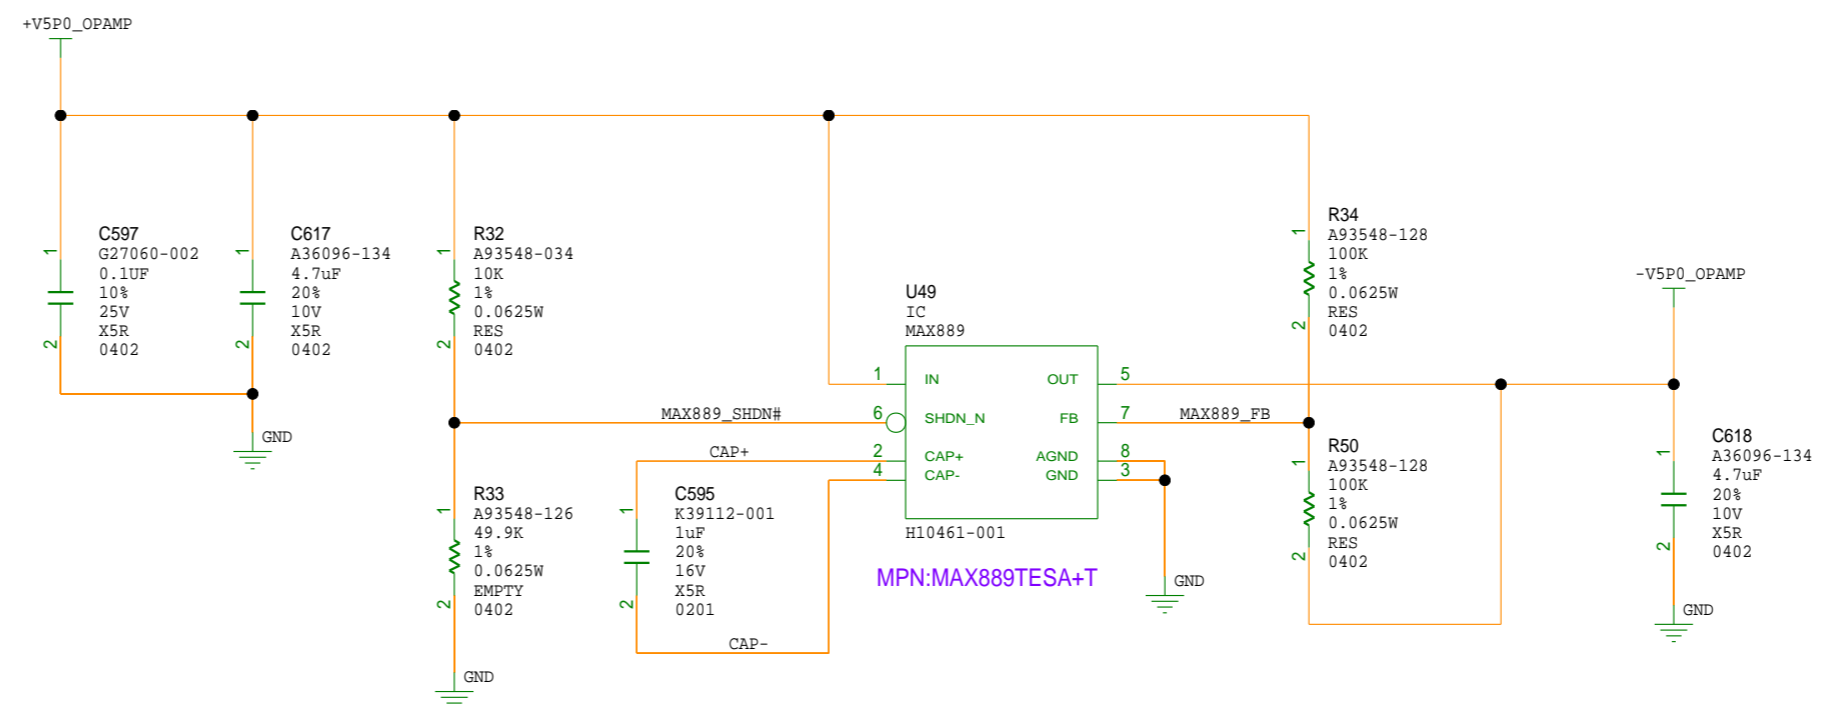 +V5P0_OPAMP
C597
G27060-002
0.1UF
10%
25V
X5R
0402
1
2
C617
A36096-134
4.7uF
20%
10V
X5R
0402
1
2
GND
R32
A93548-034
10K
1%
0.0625W
RES
0402
1
2
MAX889_SHDN#
R33
A93548-126
49.9K
1%
0.0625W
EMPTY
0402
1
2
GND
CAP+
C595
K39112-001
1uF
20%
16V
X5R
0201
1
2
CAP-
U49
IC
MAX889
1 IN OUT 5
6 SHDN_N FB 7
2 CAP+ AGND 8
4 CAP- GND 3
H10461-001
MPN:MAX889TESA+T
GND
MAX889_FB
R34
A93548-128
100K
1%
0.0625W
RES
0402
1
2
R50
A93548-128
100K
1%
0.0625W
RES
0402
1
2
-V5P0_OPAMP
C618
A36096-134
4.7uF
20%
10V
X5R
0402
1
2
GND